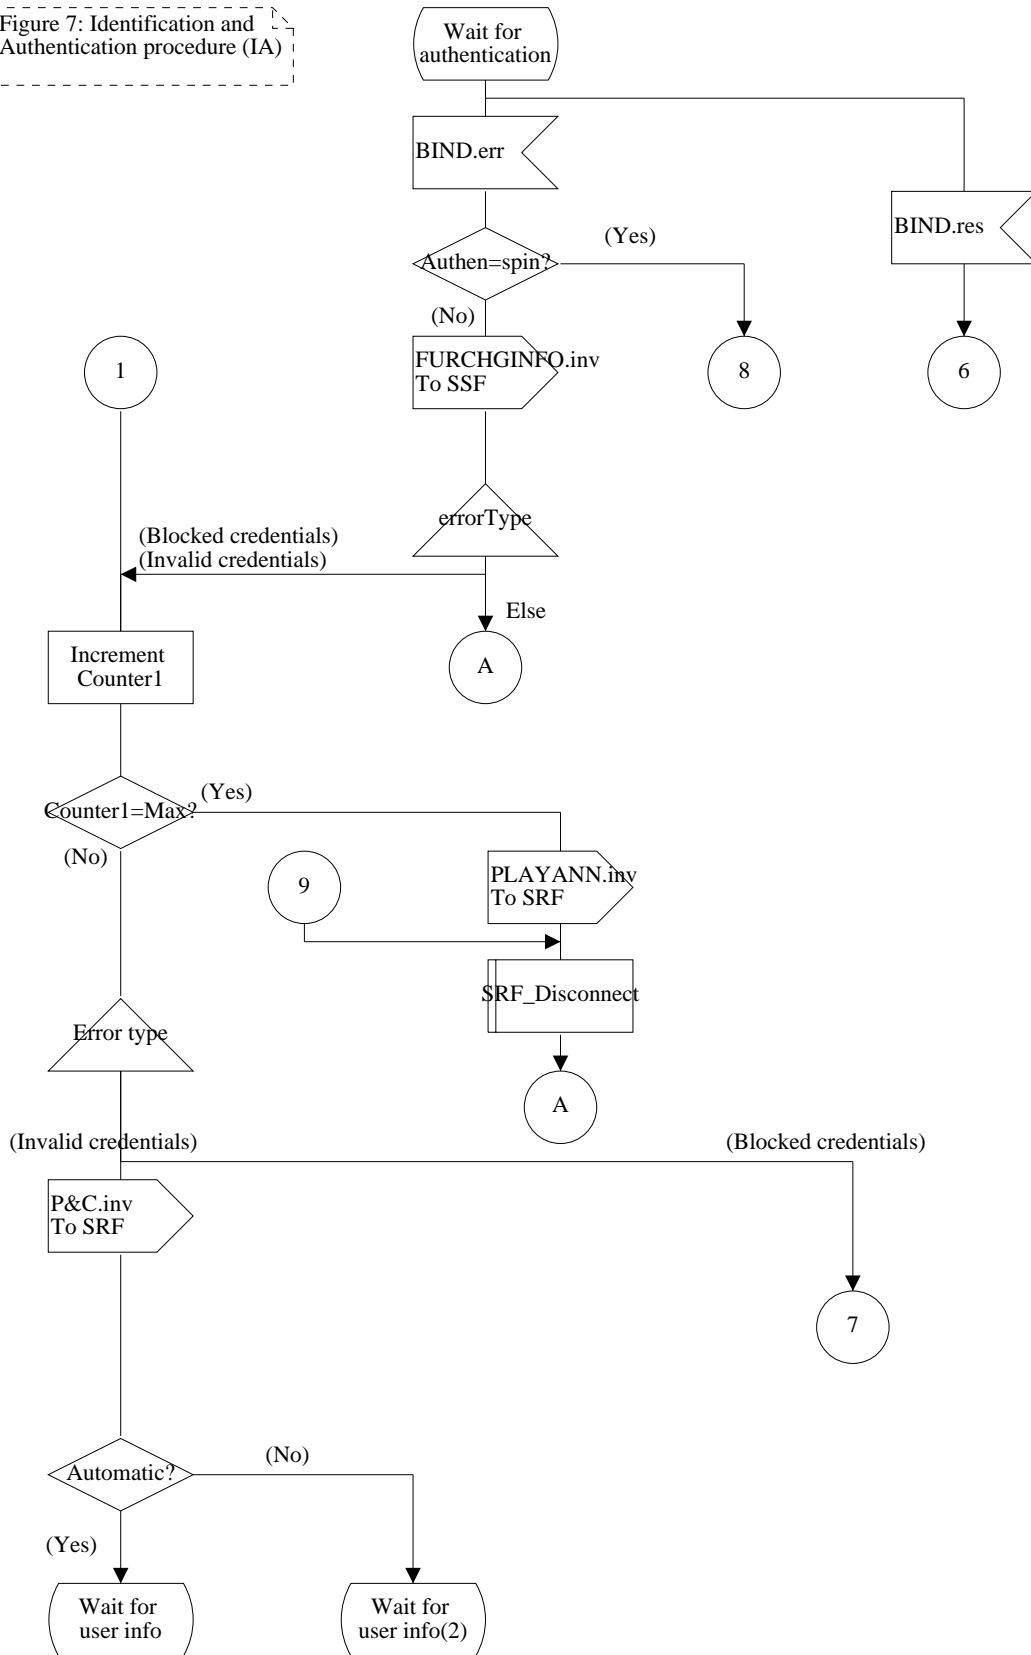 Figure 7: Identification and
Authentication procedure (IA)
Wait for
authentication
BIND.err
BIND.res
Authen=spin?
(Yes)
(No)
FURCHGINFO.inv
To SSF
1
8
6
errorType
(Blocked credentials)
(Invalid credentials)
Else
A
Increment
Counter1
Counter1=Max?
(Yes)
(No)
9
PLAYANN.inv
To SRF
SRF_Disconnect
Error type
A
(Invalid credentials)
(Blocked credentials)
P&C.inv
To SRF
7
Automatic?
(No)
(Yes)
Wait for
user info
Wait for
user info(2)